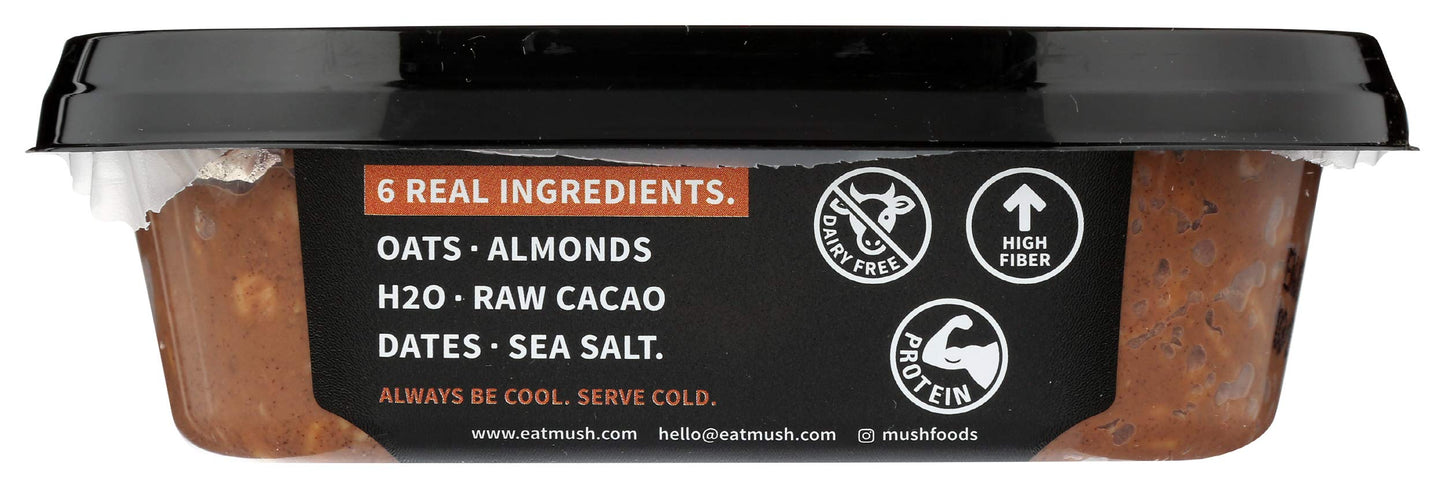 6 REAL INGREDIENTS.
OATS · ALMONDS
H2O · RAW CACAO
DATES · SEA SALT.
ALWAYS BE COOL. SERVE COLD.
DAIRY FREE
HIGH
FIBER
PROTEIN
www.eatmush.com hello@eatmush.com mushfoods